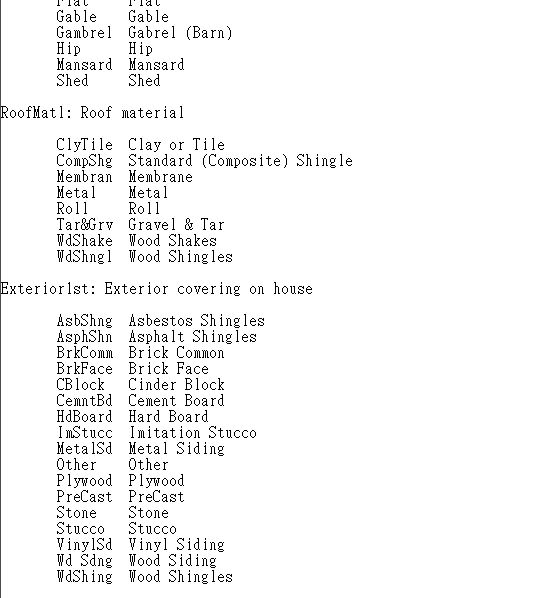 Flat Flat
Gable Gable
Gambrel Gabrel (Barn)
Hip Hip
Mansard Mansard
Shed Shed
RoofMatl: Roof material
ClyTile Clay or Tile
CompShg Standard (Composite) Shingle
Membran Membrane
Metal Metal
Roll Roll
Tar&Grv Gravel & Tar
WdShake Wood Shakes
WdShngl Wood Shingles
Exterior1st: Exterior covering on house
AsbShng Asbestos Shingles
AsphShn Asphalt Shingles
BrkComm Brick Common
BrkFace Brick Face
CBlock Cinder Block
CemntBd Cement Board
HdBoard Hard Board
ImStucc Imitation Stucco
MetalSd Metal Siding
Other Other
Plywood Plywood
PreCast PreCast
Stone Stone
Stucco Stucco
VinylSd Vinyl Siding
Wd Sdng Wood Siding
WdShing Wood Shingles